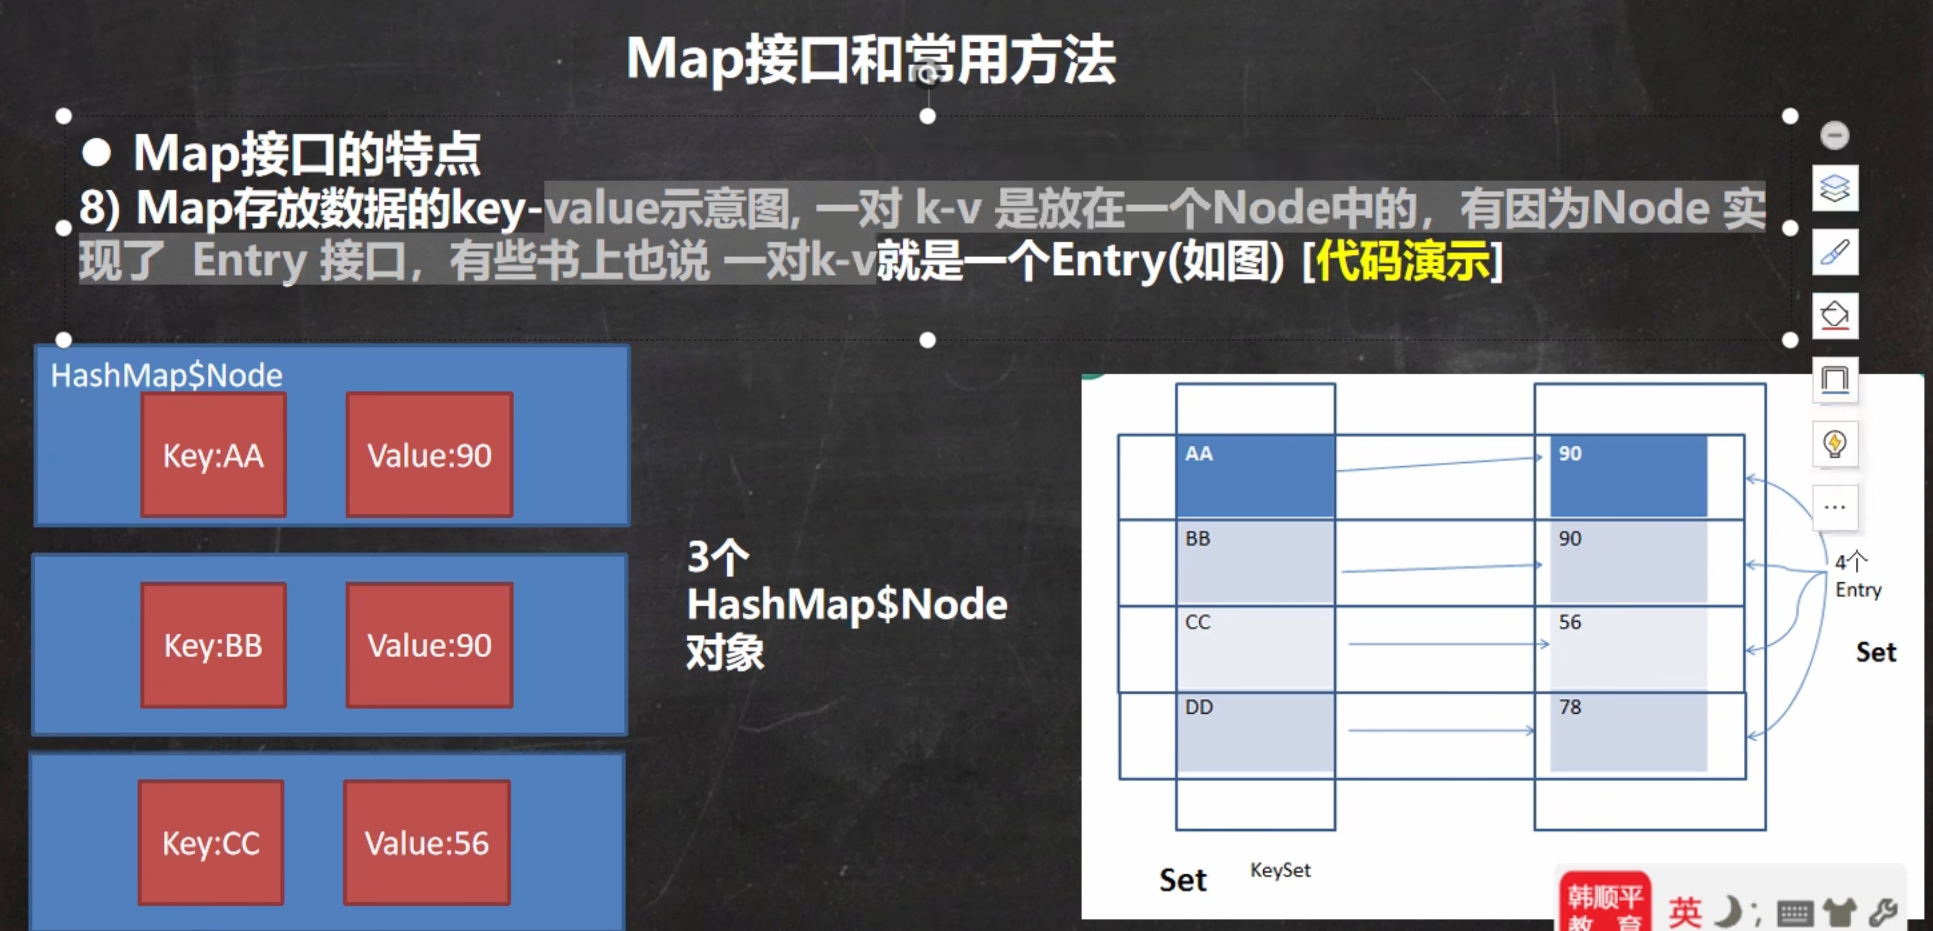 Map接口和常用方法
● Map接口的特点
8) Map存放数据的key-value示意图, 一对 k-v 是放在一个Node中的，有因为Node 实
现了 Entry 接口，有些书上也说 一对k-v就是一个Entry(如图) [代码演示]
HashMap$Node
Key:AA
Value:90
Key:BB
Value:90
Key:CC
Value:56
3个
HashMap$Node
对象
AA
90
BB
90
CC
56
DD
78
4个
Entry
Set
Set
KeySet
韩顺平
教 育
英